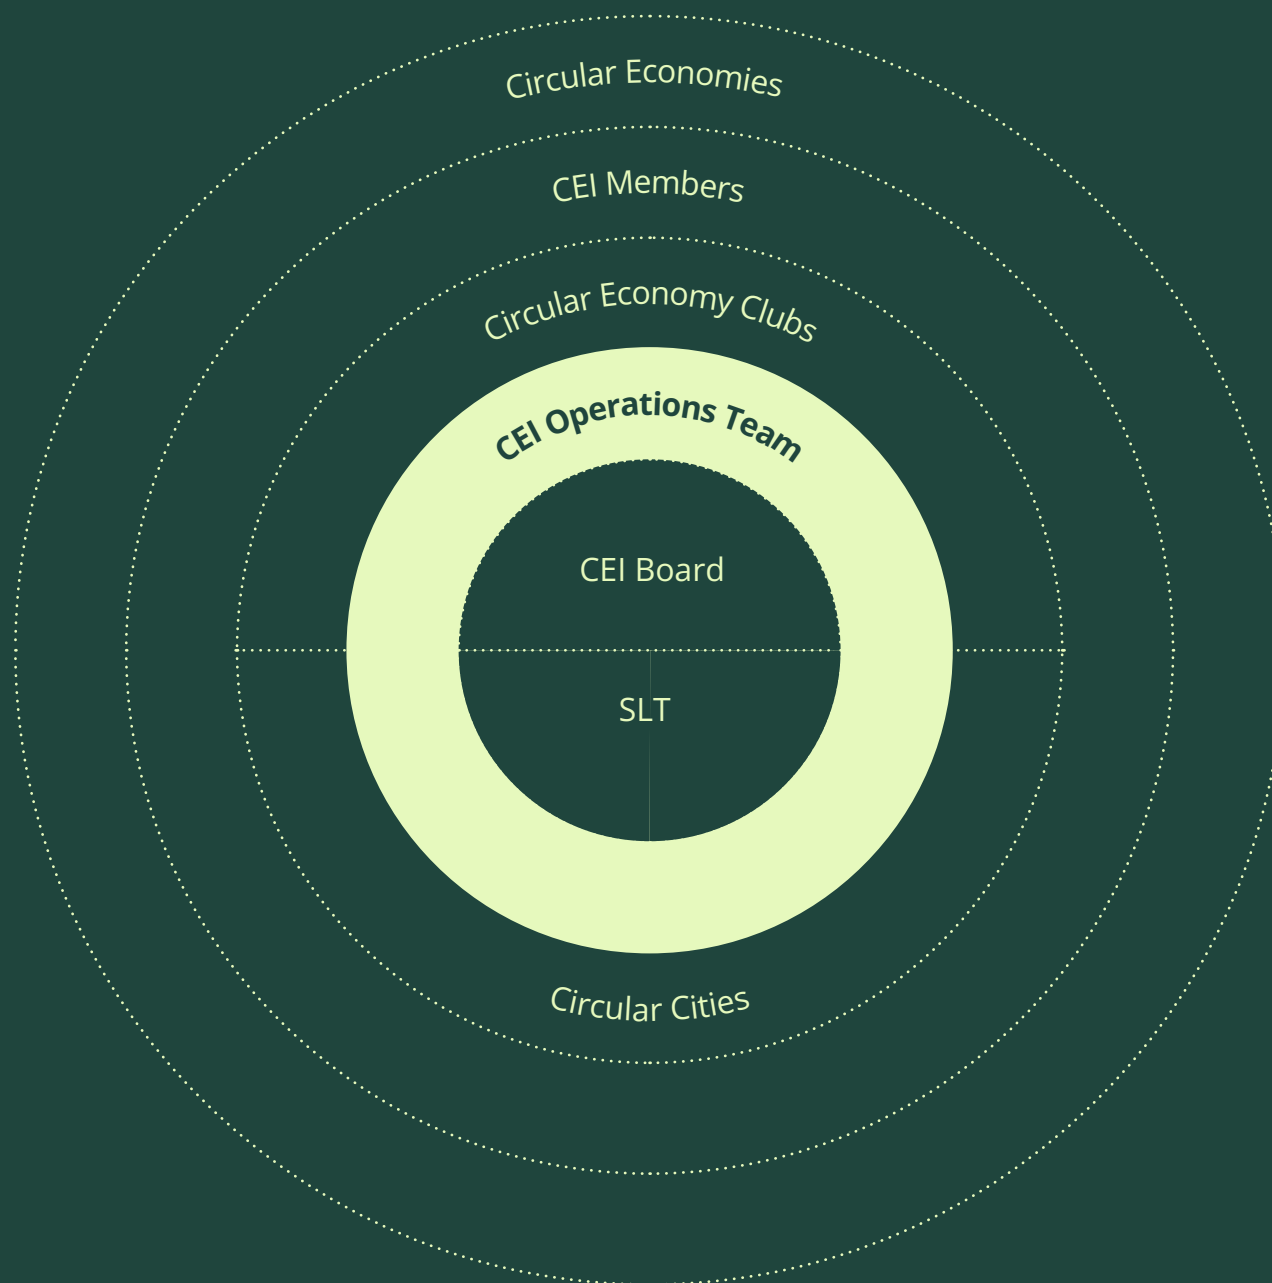 Circular Economies
CEI Members
Circular Economy Clubs
CEI Operations Team
CEI Board
SLT
Circular Cities